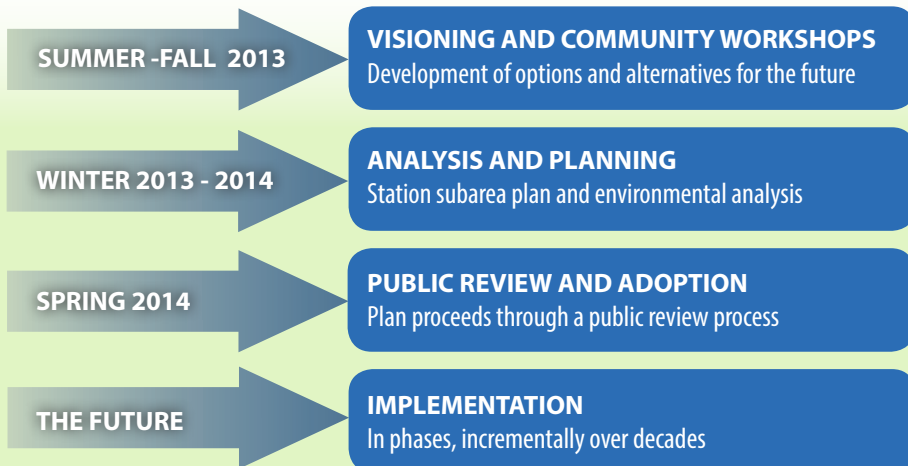 SUMMER -FALL 2013
VISIONING AND COMMUNITY WORKSHOPS
Development of options and alternatives for the future
WINTER 2013 - 2014
ANALYSIS AND PLANNING
Station subarea plan and environmental analysis
SPRING 2014
PUBLIC REVIEW AND ADOPTION
Plan proceeds through a public review process
THE FUTURE
IMPLEMENTATION
In phases, incrementally over decades